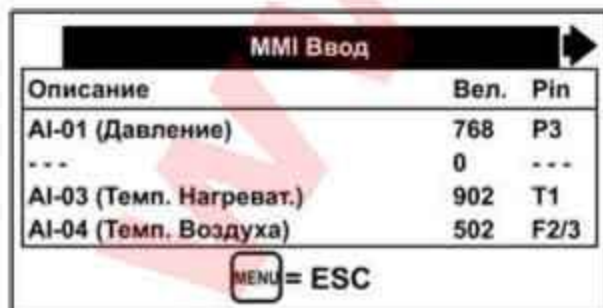 MMI Ввод
Описание Вел. Pin
AI-01 (Давление) 768 P3
- - - 0 - - -
AI-03 (Темп. Нагреват.) 902 T1
AI-04 (Темп. Воздуха) 502 F2/3
MENU = ESC